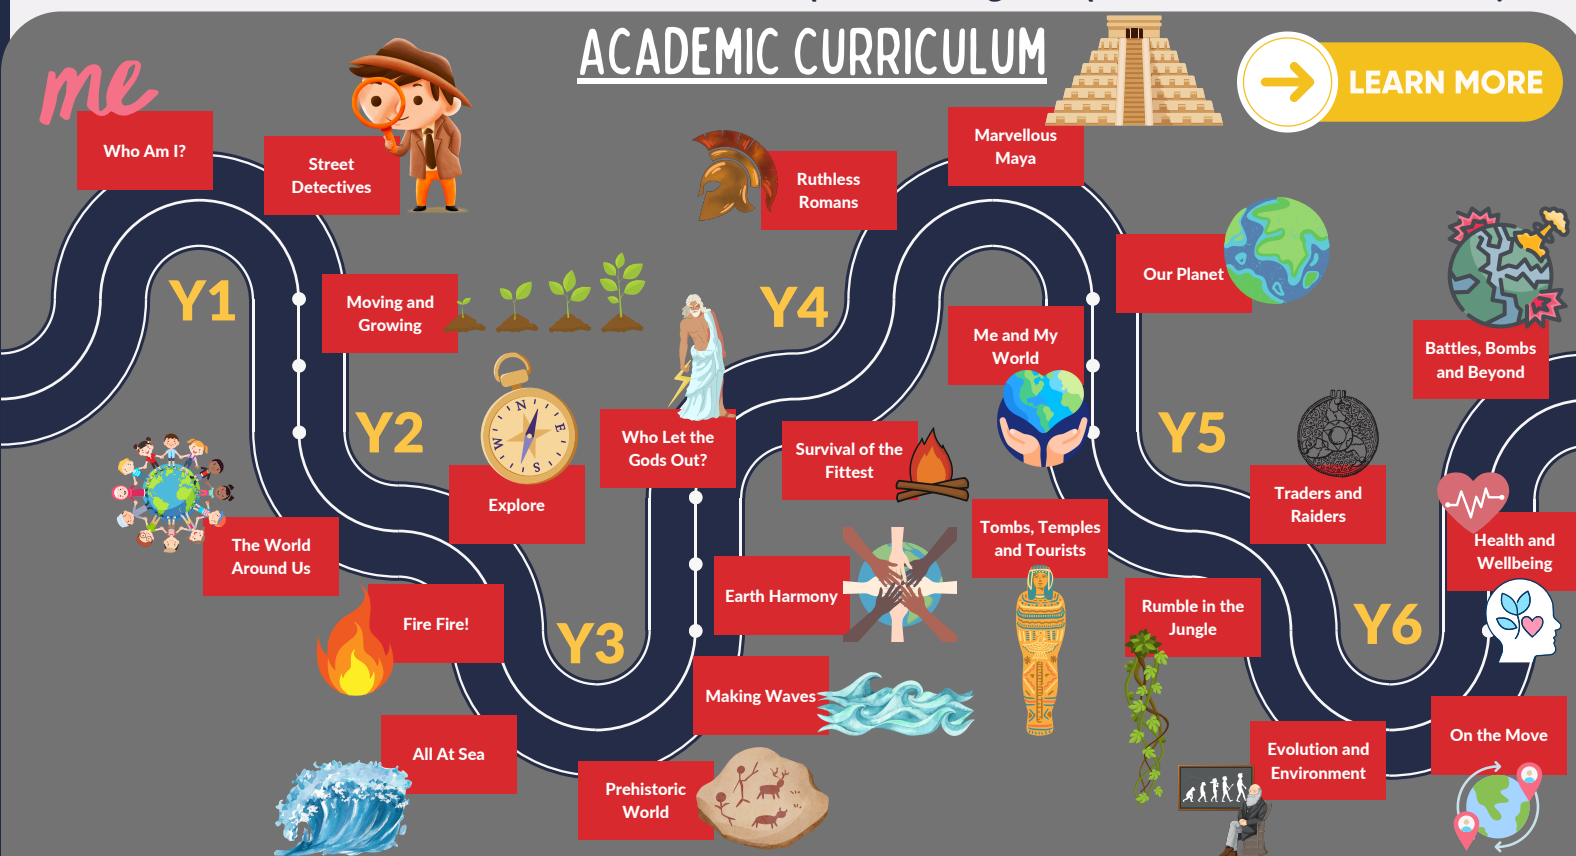 ACADEMIC CURRICULUM
LEARN MORE
me
Who Am I?
Street
Detectives
Y1
Moving and
Growing
Y2
The World
Around Us
Explore
N
E
S
W
Fire Fire!
All At Sea
Y3
Prehistoric
World
Making Waves
Earth Harmony
Who Let the
Gods Out?
Survival of the
Fittest
Y4
Ruthless
Romans
Marvellous
Maya
Me and My
World
Our Planet
Y5
Tombs, Temples
and Tourists
Rumble in the
Jungle
Traders and
Raiders
Evolution and
Environment
Y6
On the Move
Health and
Wellbeing
Battles, Bombs
and Beyond